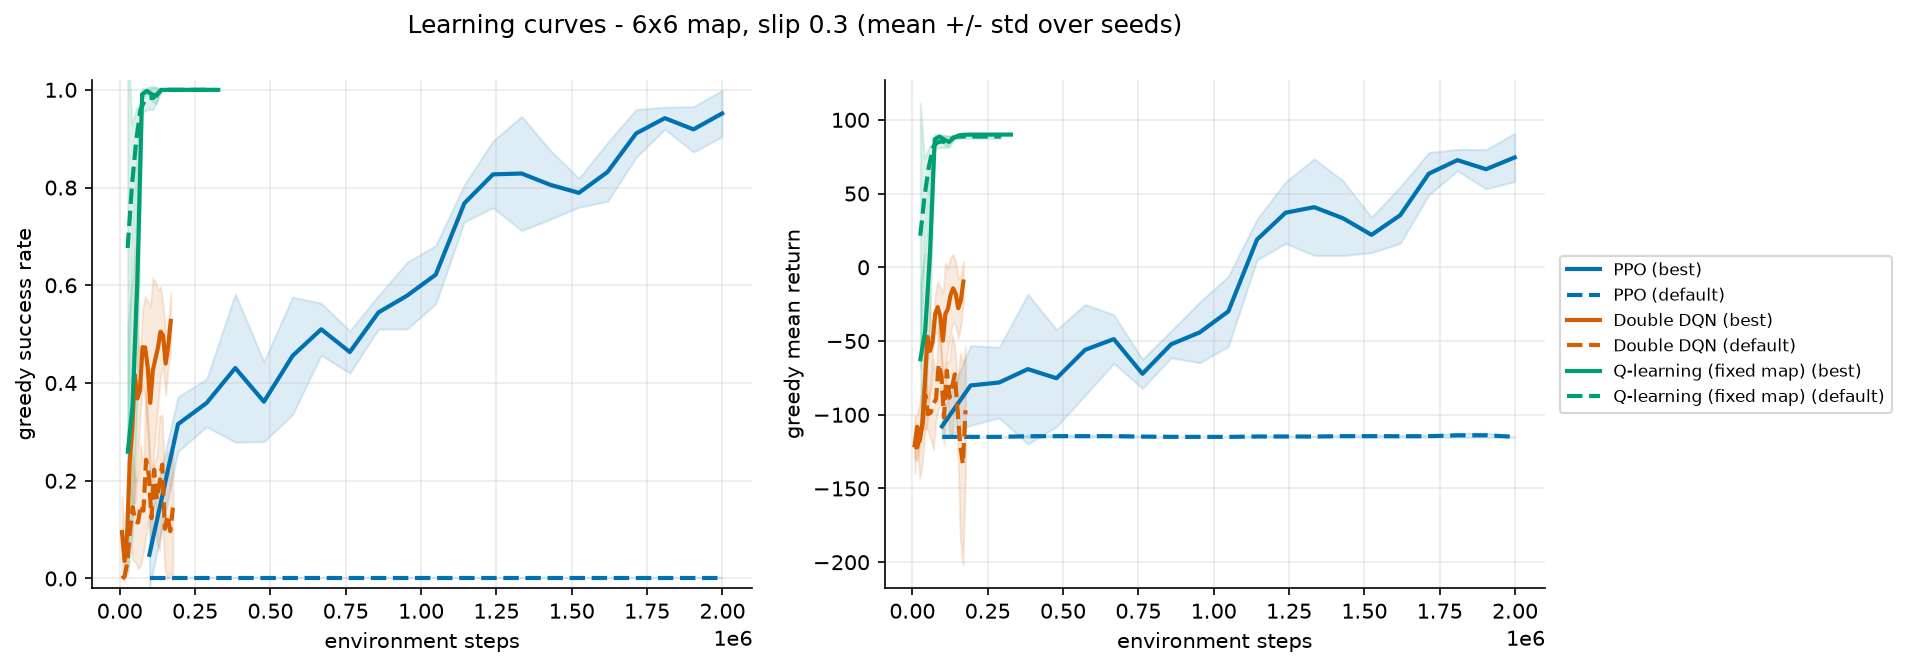 Learning curves - 6x6 map, slip 0.3 (mean +/- std over seeds)
greedy success rate
1.0
0.8
0.6
0.4
0.2
0.0
0.00 0.25 0.50 0.75 1.00 1.25 1.50 1.75 2.00
1e6
environment steps
greedy mean return
100
50
0
−50
−100
−150
−200
0.00 0.25 0.50 0.75 1.00 1.25 1.50 1.75 2.00
1e6
environment steps
PPO (best)
PPO (default)
Double DQN (best)
Double DQN (default)
Q-learning (fixed map) (best)
Q-learning (fixed map) (default)